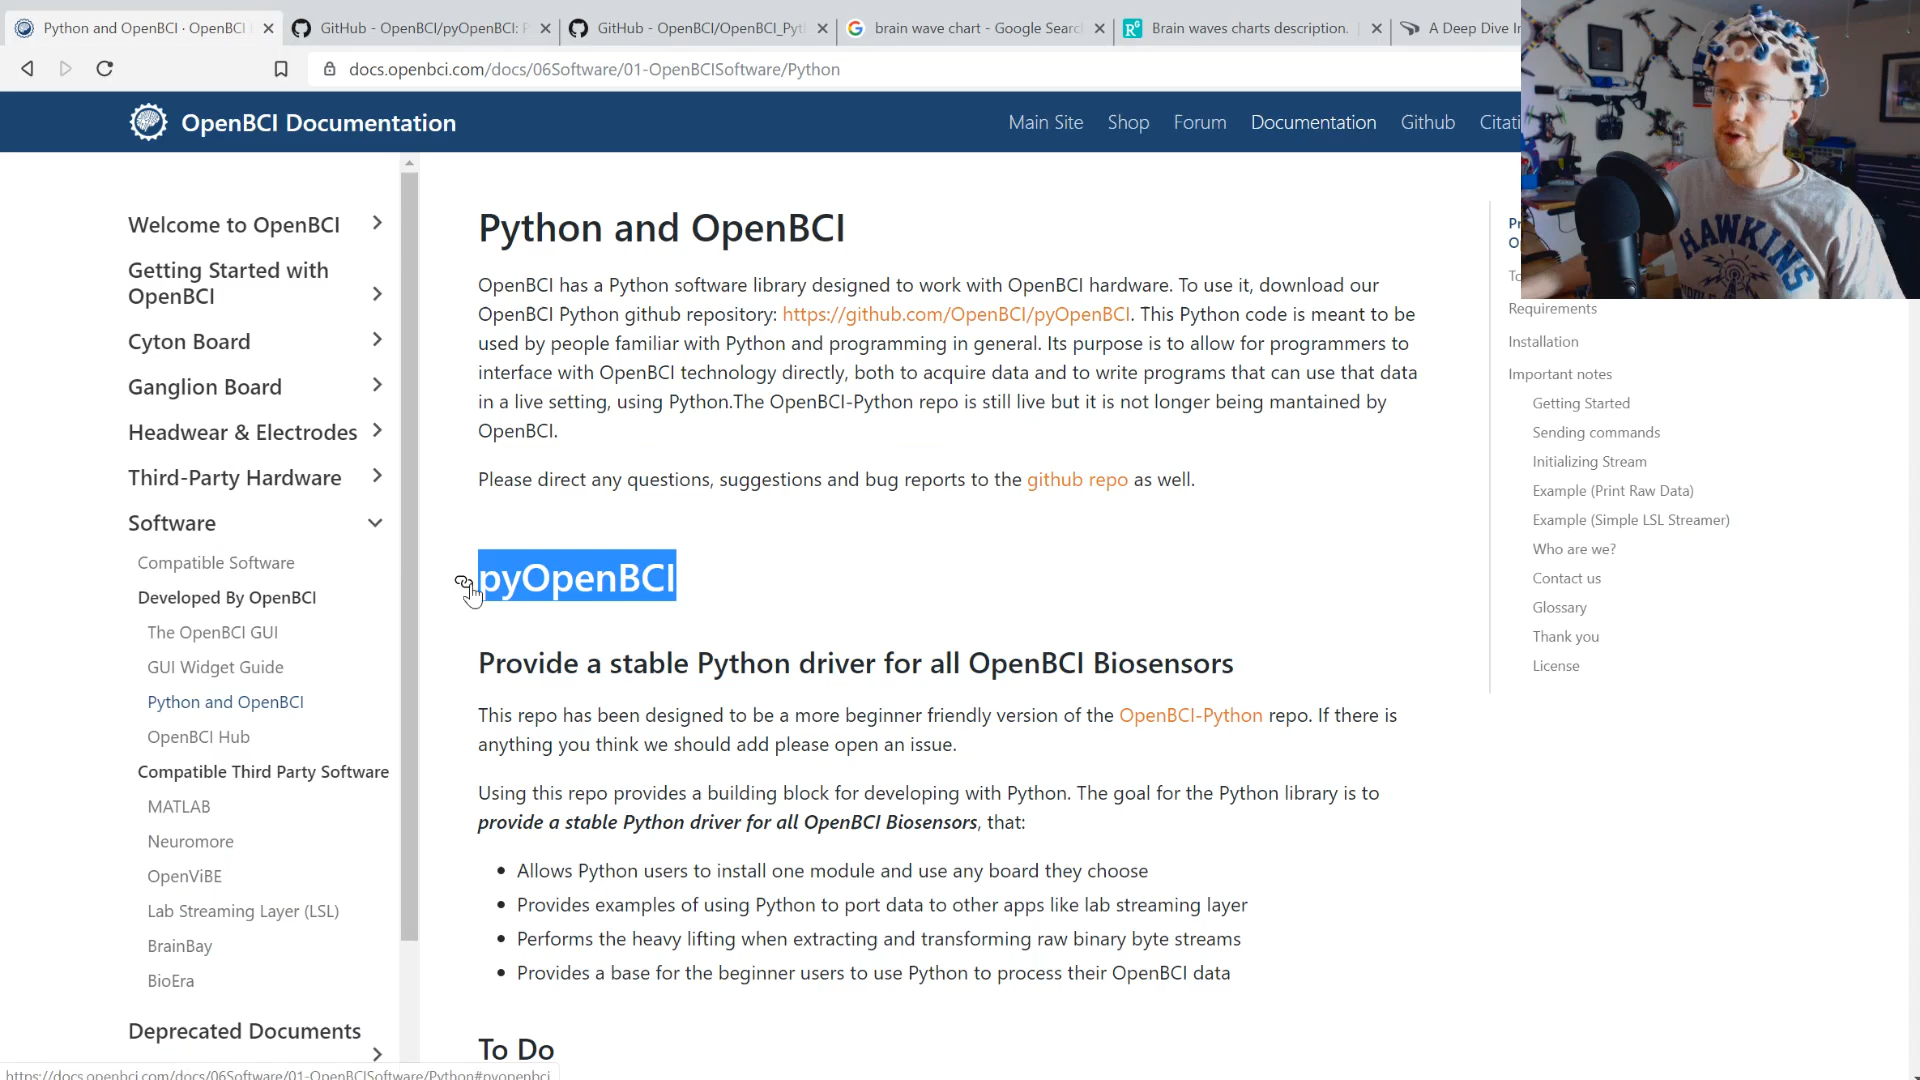 Python and OpenBCI · OpenBCI
GitHub - OpenBCI/pyOpenBCI: P
GitHub - OpenBCI/OpenBCI_Pyth
brain wave chart - Google Searc
Brain waves charts description.
A Deep Dive In
docs.openbci.com/docs/06Software/01-OpenBCISoftware/Python
OpenBCI Documentation
Main Site
Shop
Forum
Documentation
Github
Citati
Welcome to OpenBCI
Getting Started with
OpenBCI
Cyton Board
Ganglion Board
Headwear & Electrodes
Third-Party Hardware
Software
Compatible Software
Developed By OpenBCI
The OpenBCI GUI
GUI Widget Guide
Python and OpenBCI
OpenBCI Hub
Compatible Third Party Software
MATLAB
Neuromore
OpenViBE
Lab Streaming Layer (LSL)
BrainBay
BioEra
Deprecated Documents
Python and OpenBCI
OpenBCI has a Python software library designed to work with OpenBCI hardware. To use it, download our
OpenBCI Python github repository: https://github.com/OpenBCI/pyOpenBCI. This Python code is meant to be
used by people familiar with Python and programming in general. Its purpose is to allow for programmers to
interface with OpenBCI technology directly, both to acquire data and to write programs that can use that data
in a live setting, using Python.The OpenBCI-Python repo is still live but it is not longer being mantained by
OpenBCI.
Please direct any questions, suggestions and bug reports to the github repo as well.
pyOpenBCI
Provide a stable Python driver for all OpenBCI Biosensors
This repo has been designed to be a more beginner friendly version of the OpenBCI-Python repo. If there is
anything you think we should add please open an issue.
Using this repo provides a building block for developing with Python. The goal for the Python library is to
provide a stable Python driver for all OpenBCI Biosensors, that:
• Allows Python users to install one module and use any board they choose
• Provides examples of using Python to port data to other apps like lab streaming layer
• Performs the heavy lifting when extracting and transforming raw binary byte streams
• Provides a base for the beginner users to use Python to process their OpenBCI data
To Do
Requirements
Installation
Important notes
Getting Started
Sending commands
Initializing Stream
Example (Print Raw Data)
Example (Simple LSL Streamer)
Who are we?
Contact us
Glossary
Thank you
License
HAWKINS
https://docs.openbci.com/docs/06Software/01-OpenBCISoftware/Python#pyopenbci